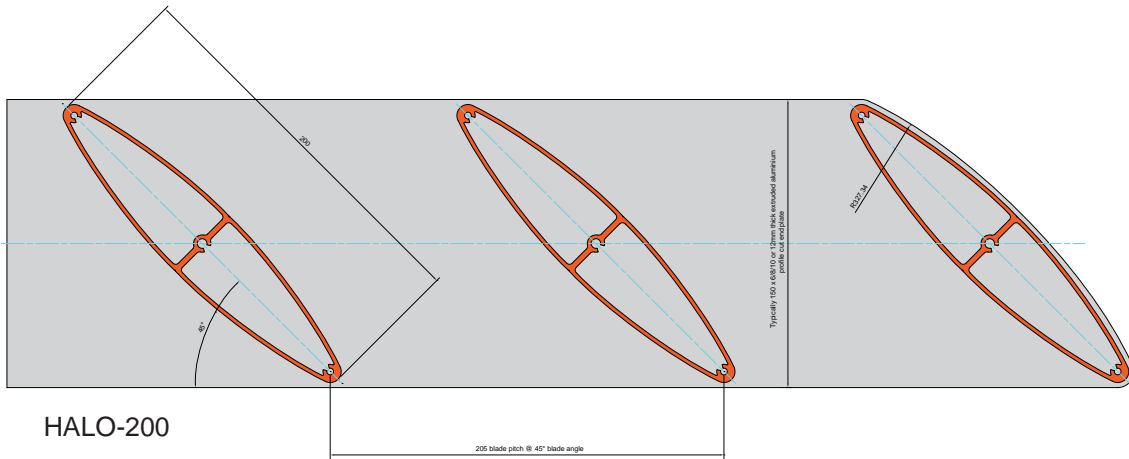 200
45°
Typically 150 x 6/8/10 or 12mm thick extruded aluminium
profile cut endplate
R327.34
HALO-200
205 blade pitch @ 45° blade angle